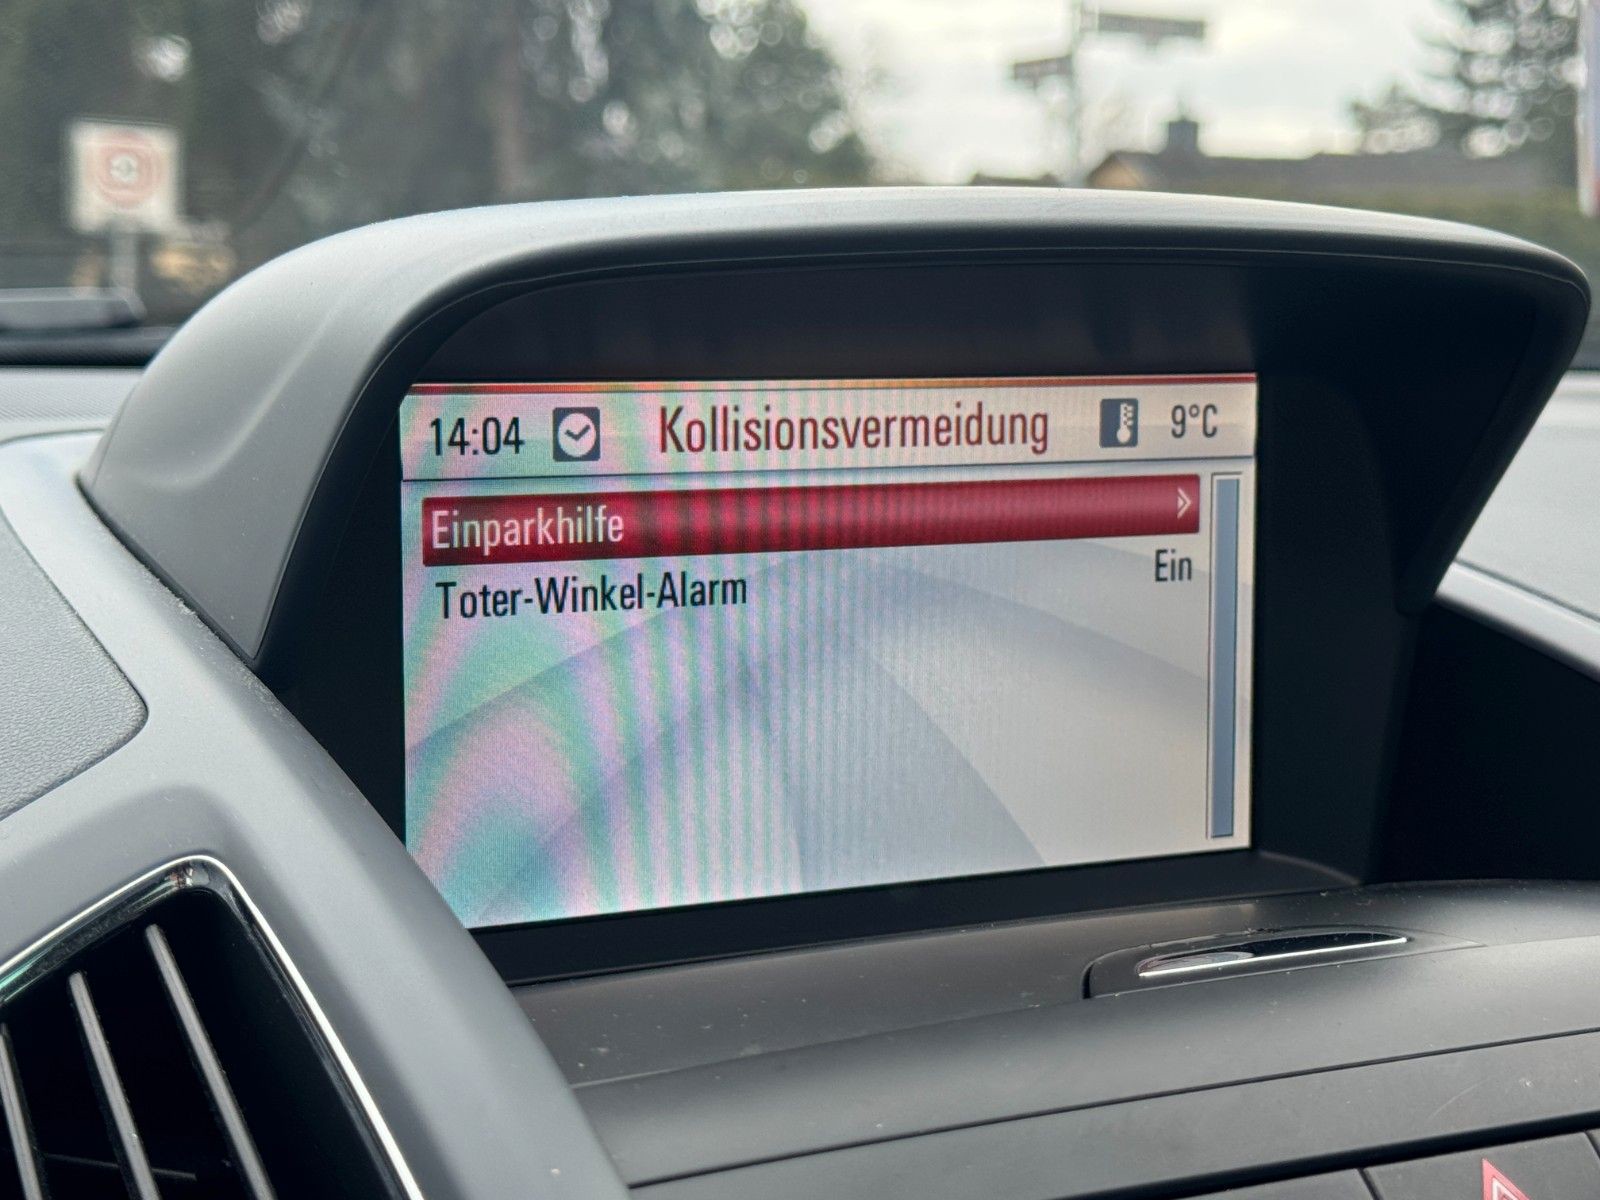 14:04 Kollisionsvermeidung 9°C
Einparkhilfe »
Toter-Winkel-Alarm Ein